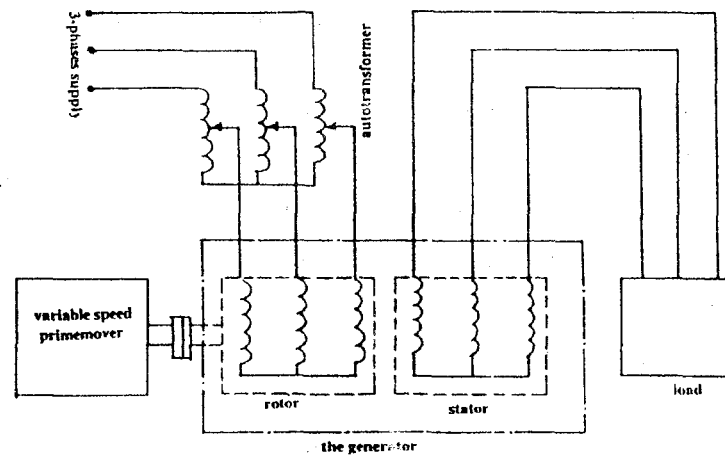 3-phases supply
autotransformer
variable speed
primemover
rotor
stator
load
the generator